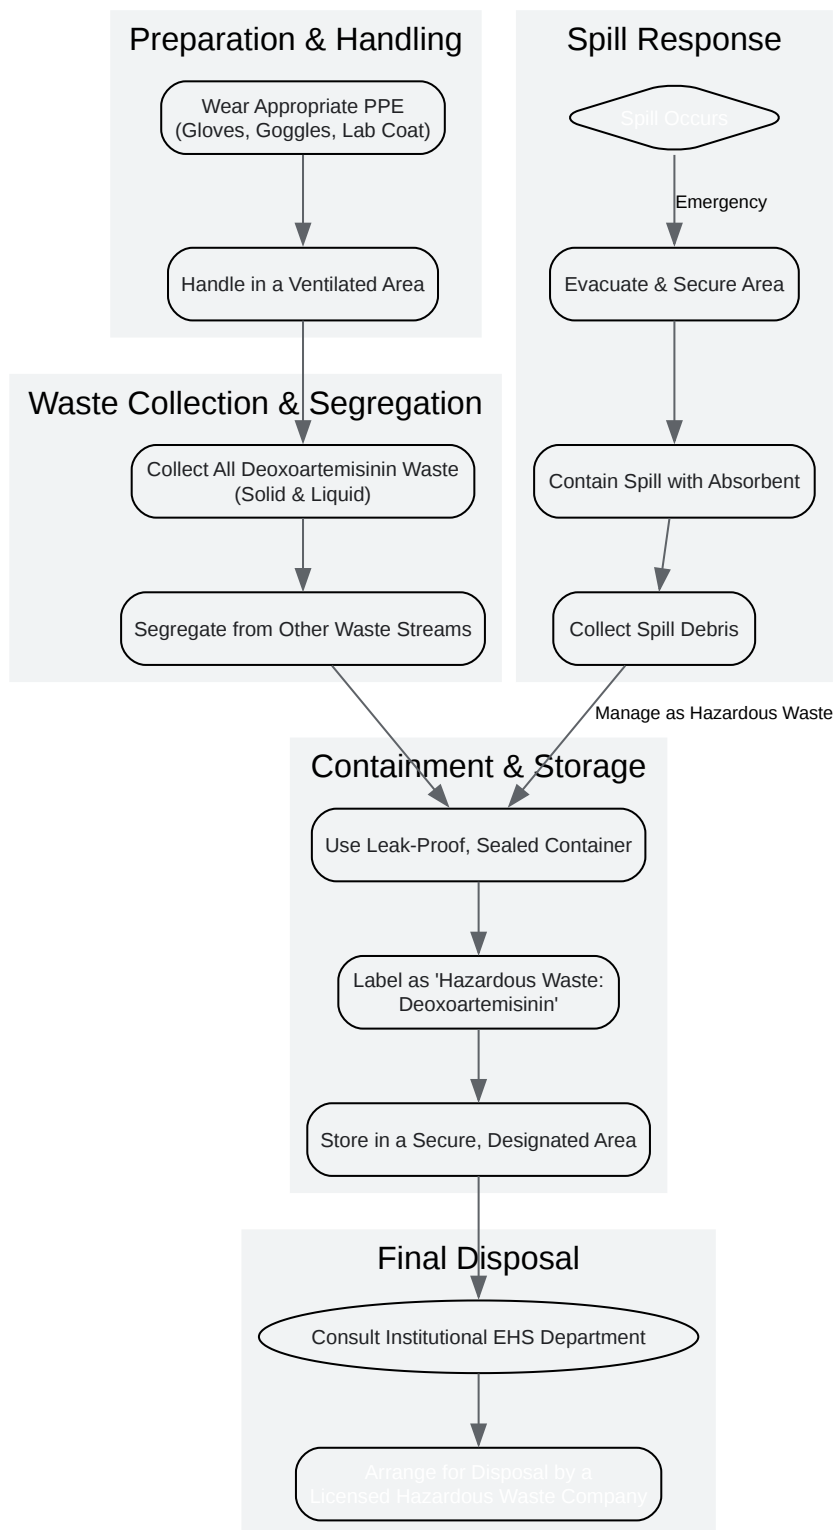 Preparation & Handling
Wear Appropriate PPE
(Gloves, Goggles, Lab Coat)
Handle in a Ventilated Area
Spill Response
Spill Occurs
Emergency
Evacuate & Secure Area
Contain Spill with Absorbent
Collect Spill Debris
Manage as Hazardous Waste
Waste Collection & Segregation
Collect All Deoxoartemisinin Waste
(Solid & Liquid)
Segregate from Other Waste Streams
Containment & Storage
Use Leak-Proof, Sealed Container
Label as 'Hazardous Waste:
Deoxoartemisinin'
Store in a Secure, Designated Area
Final Disposal
Consult Institutional EHS Department
Arrange for Disposal by a
Licensed Hazardous Waste Company